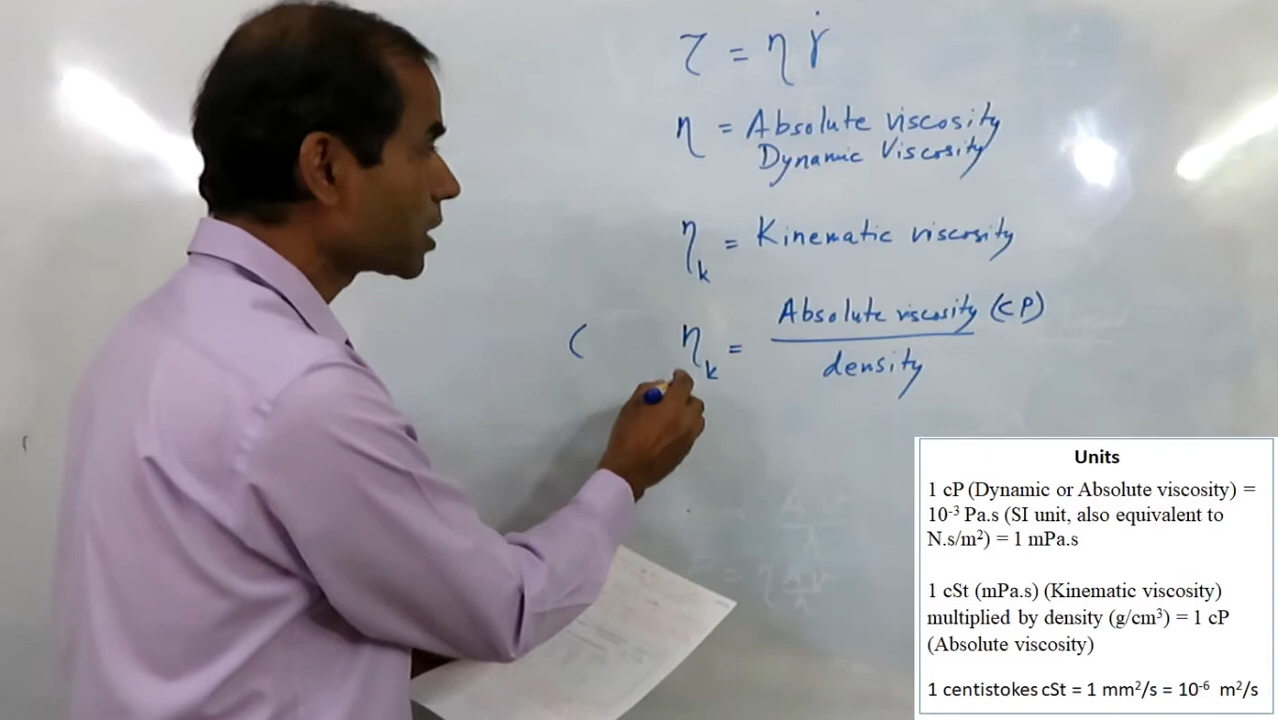 τ = η γ̇
η = Absolute viscosity
Dynamic Viscosity
ηₖ = Kinematic viscosity
( ηₖ = Absolute viscosity (CP)
density
Units
1 cP (Dynamic or Absolute viscosity) =
10⁻³ Pa.s (SI unit, also equivalent to
N.s/m²) = 1 mPa.s
1 cSt (mPa.s) (Kinematic viscosity)
multiplied by density (g/cm³) = 1 cP
(Absolute viscosity)
1 centistokes cSt = 1 mm²/s = 10⁻⁶ m²/s